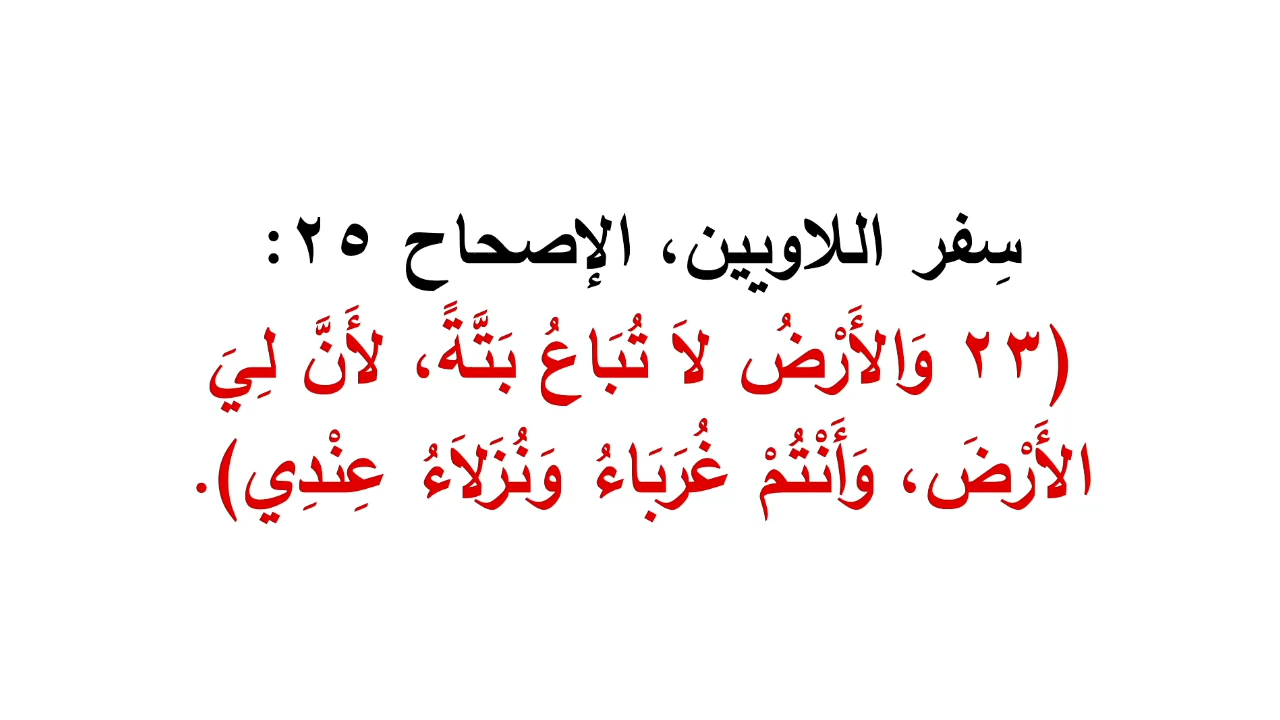 سِفر اللاويين، الإصحاح ٢٥:
(٢٣ وَالأَرْضُ لاَ تُبَاعُ بَتَّةً، لأَنَّ لِيَ
الأَرْضَ، وَأَنْتُمْ غُرَبَاءُ وَنُزَلاَءُ عِنْدِي).